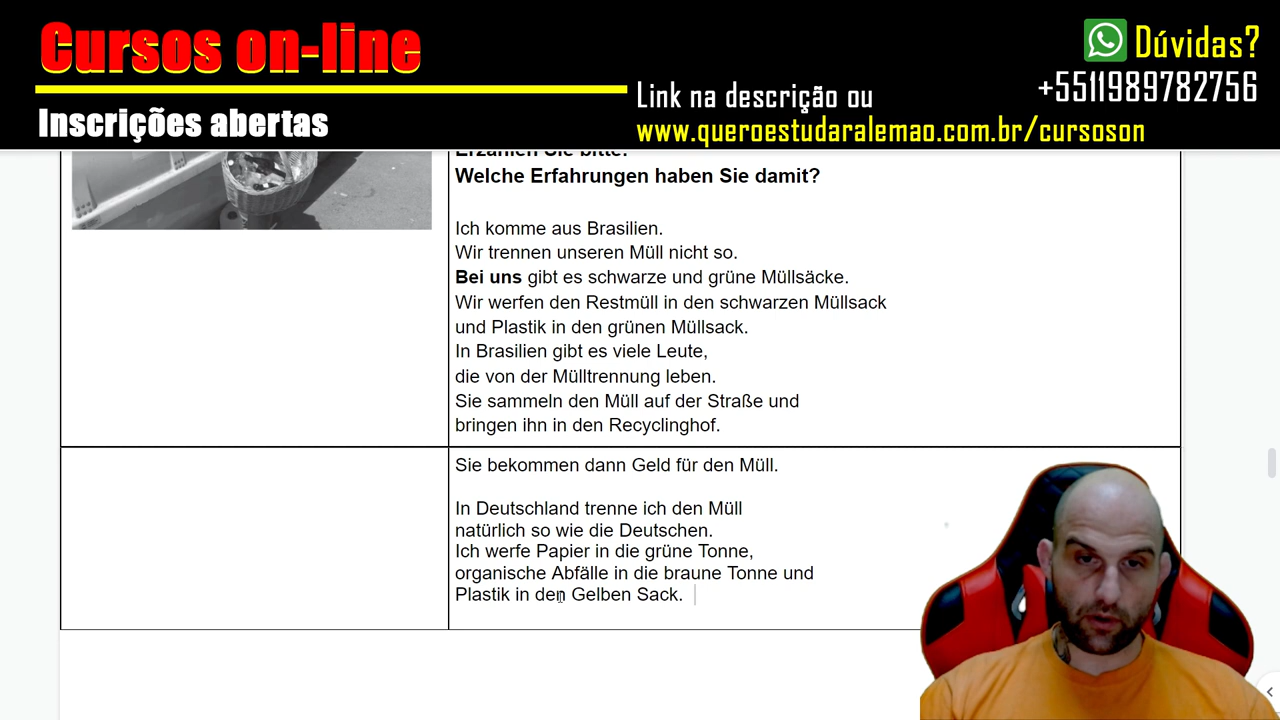 Cursos on-line
Inscrições abertas
Link na descrição ou
www.queroestudaralemao.com.br/cursoson
Dúvidas?
+5511989782756
Erzählen Sie bitte!
Welche Erfahrungen haben Sie damit?
Ich komme aus Brasilien.
Wir trennen unseren Müll nicht so.
Bei uns gibt es schwarze und grüne Müllsäcke.
Wir werfen den Restmüll in den schwarzen Müllsack
und Plastik in den grünen Müllsack.
In Brasilien gibt es viele Leute,
die von der Mülltrennung leben.
Sie sammeln den Müll auf der Straße und
bringen ihn in den Recyclinghof.
Sie bekommen dann Geld für den Müll.
In Deutschland trenne ich den Müll
natürlich so wie die Deutschen.
Ich werfe Papier in die grüne Tonne,
organische Abfälle in die braune Tonne und
Plastik in den Gelben Sack.